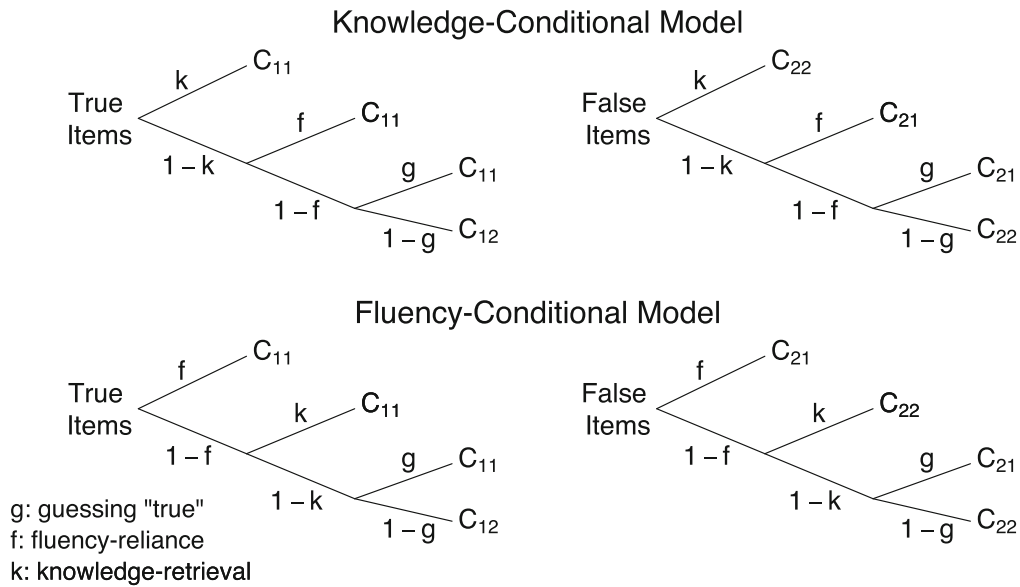 Knowledge-Conditional Model
True
Items
k
C₁₁
1 – k
f
C₁₁
1 – f
g
C₁₁
1 – g
C₁₂
False
Items
k
C₂₂
1 – k
f
C₂₁
1 – f
g
C₂₁
1 – g
C₂₂
Fluency-Conditional Model
True
Items
f
C₁₁
1 – f
k
C₁₁
1 – k
g
C₁₁
1 – g
C₁₂
False
Items
f
C₂₁
1 – f
k
C₂₂
1 – k
g
C₂₁
1 – g
C₂₂
g: guessing "true"
f: fluency-reliance
k: knowledge-retrieval